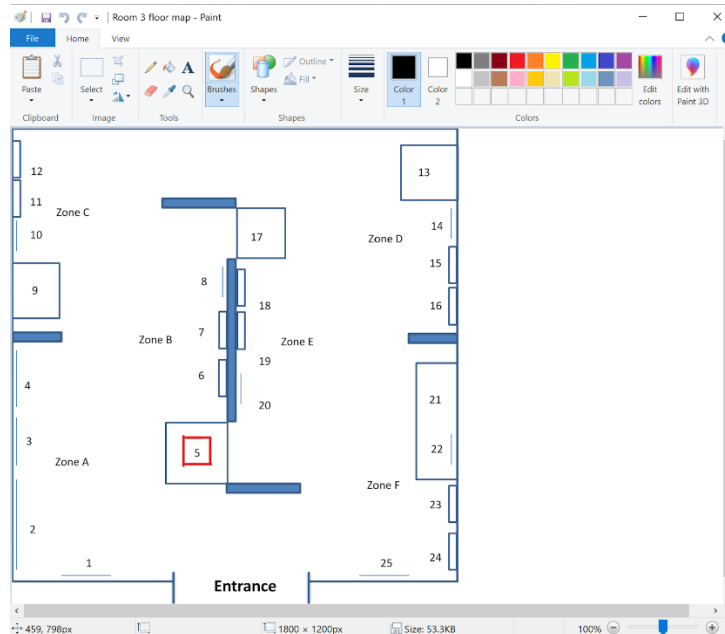 Room 3 floor map - Paint
File Home View
Paste
Select
A
Brushes
Shapes
Outline
Fill
Size
Color
1
Color
2
Edit
colors
Edit with
Paint 3D
Clipboard
Image
Tools
Shapes
Colors
12
11
Zone C
10
9
13
14
Zone D
15
16
17
8
7
Zone B
6
18
Zone E
19
20
4
3
Zone A
2
1
5
21
22
Zone F
23
24
25
Entrance
459, 798px
1800 × 1200px
Size: 53.3KB
100%